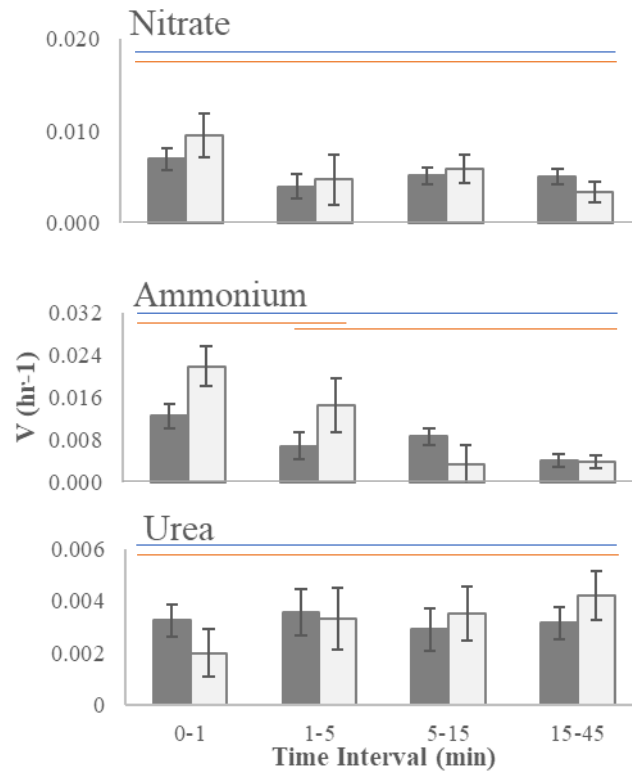 Nitrate
0.020
0.010
0.000
Ammonium
0.032
0.024
0.016
0.008
0.000
V (hr-1)
Urea
0.006
0.004
0.002
0
0-1 1-5 5-15 15-45
Time Interval (min)